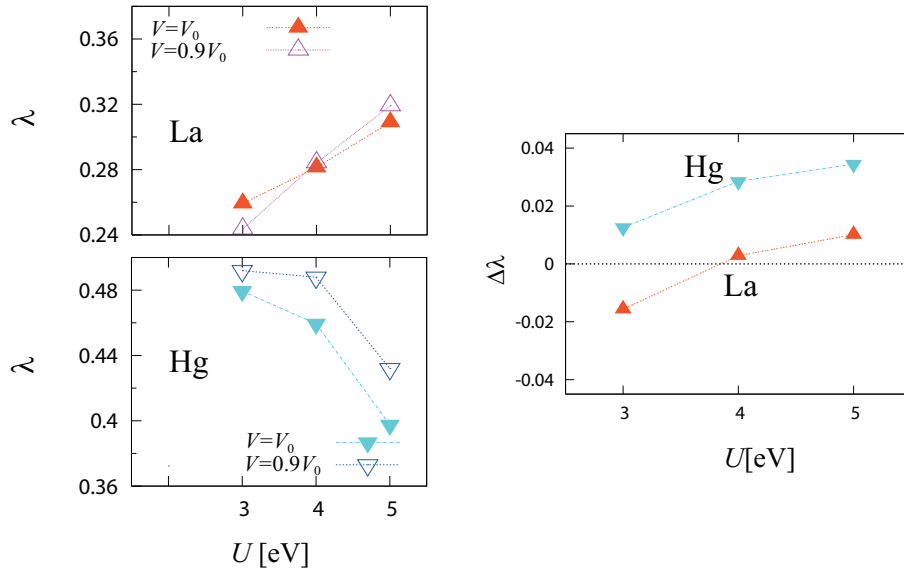 0.36
V=V0
V=0.9V0
0.32
λ
La
0.28
0.24
0.48
λ
0.44
Hg
0.4
V=V0
V=0.9V0
0.36
3 4 5
U [eV]
0.04
Hg
0.02
Δλ
0
La
-0.02
-0.04
3 4 5
U[eV]